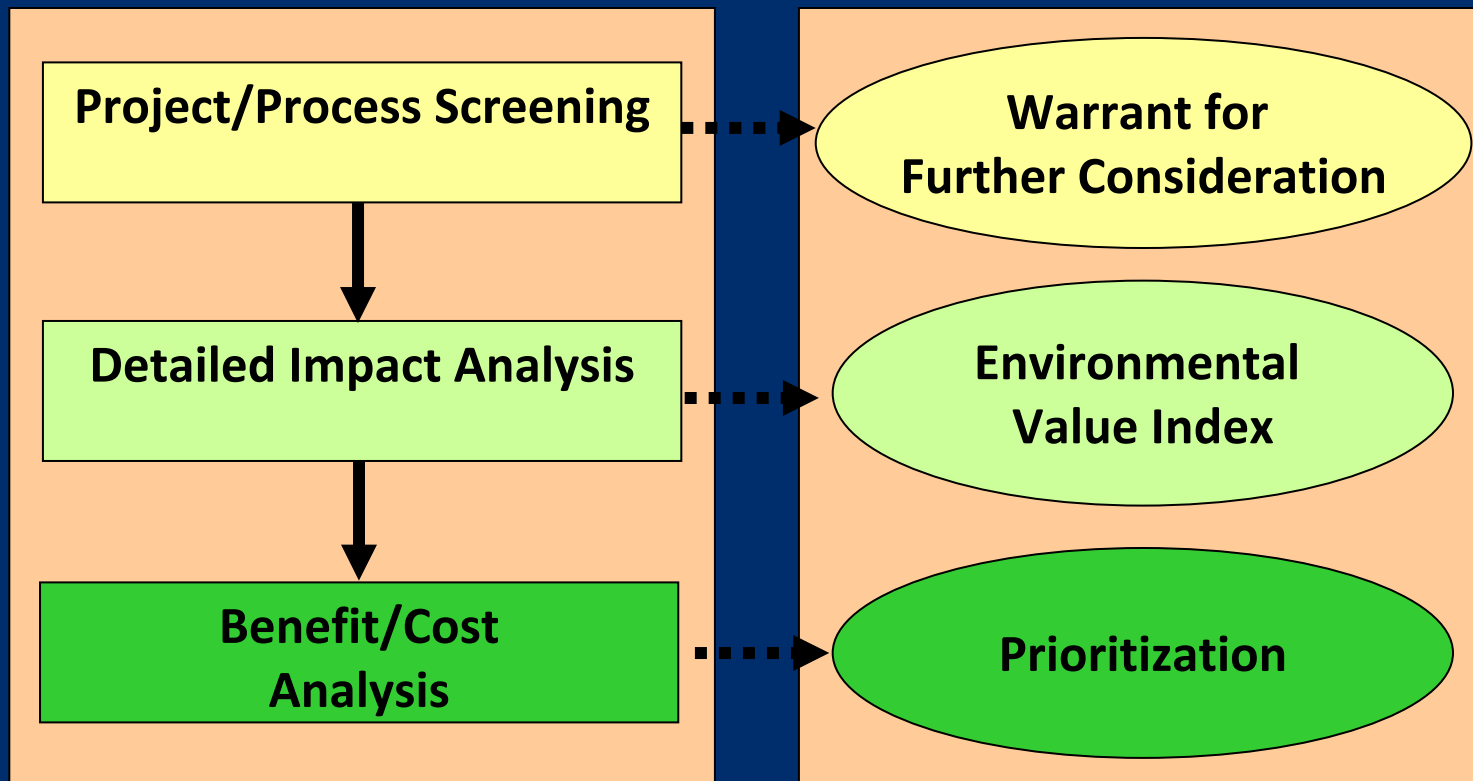 Project/Process Screening
Warrant for
Further Consideration
Detailed Impact Analysis
Environmental
Value Index
Benefit/Cost
Analysis
Prioritization